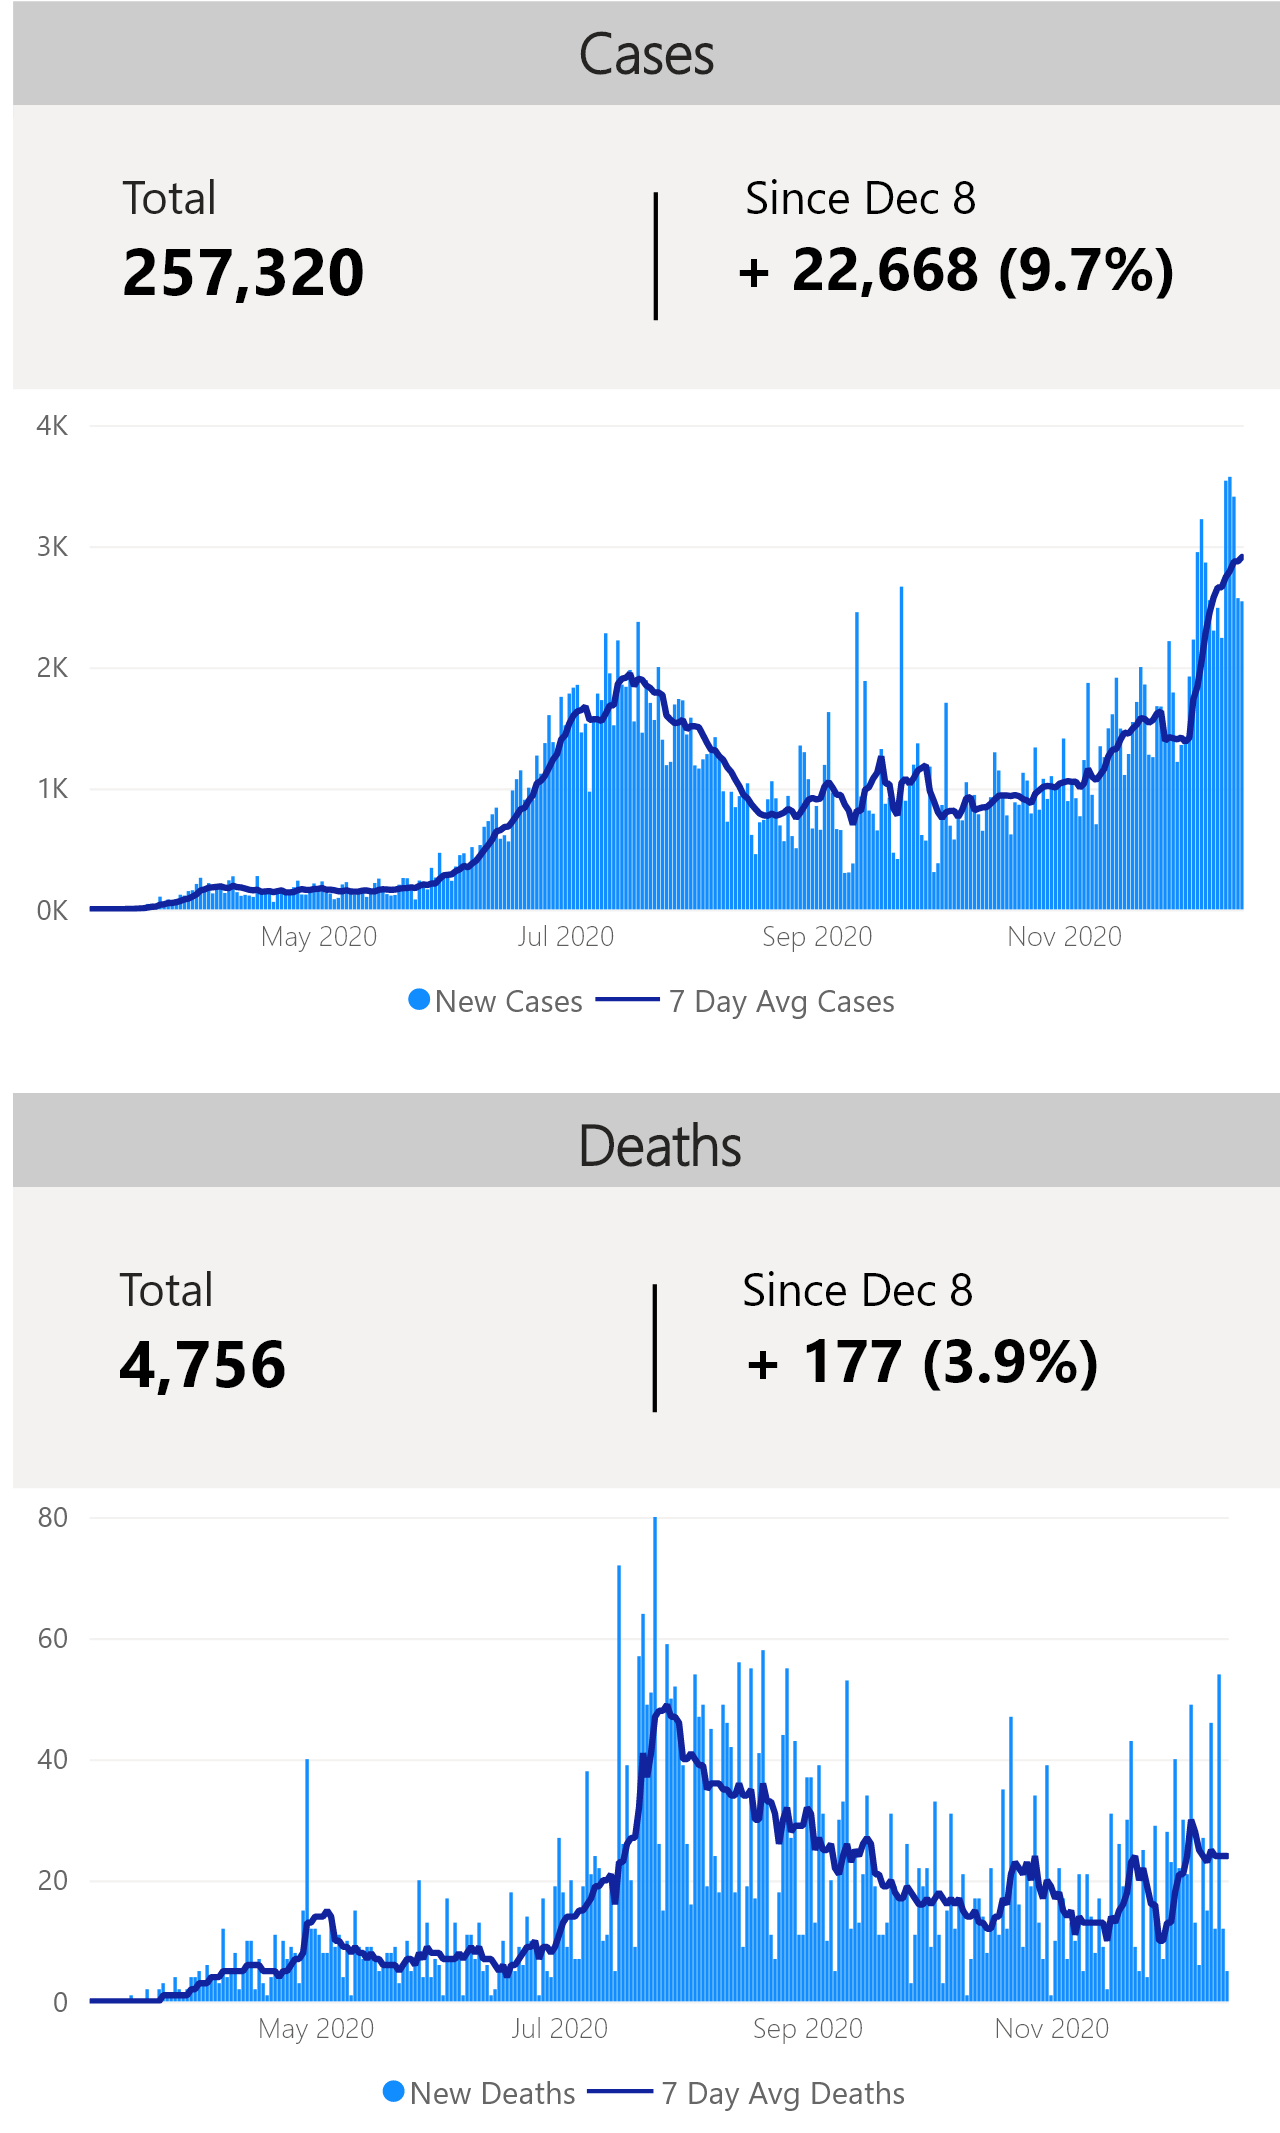 Cases
Total
Since Dec 8
257,320
+ 22,668 (9.7%)
4K
3K
2K
1K
0K
May 2020
Jul 2020
Sep 2020
Nov 2020
New Cases
7 Day Avg Cases
Deaths
Total
Since Dec 8
4,756
+ 177 (3.9%)
80
60
40
20
0
May 2020
Jul 2020
Sep 2020
Nov 2020
New Deaths
7 Day Avg Deaths